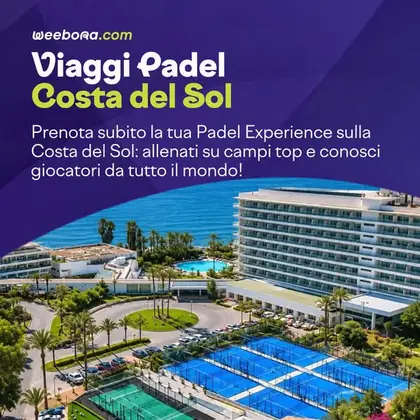 weebora.com
Viaggi Padel
Costa del Sol
Prenota subito la tua Padel Experience sulla
Costa del Sol: allenati su campi top e conosci
giocatori da tutto il mondo!